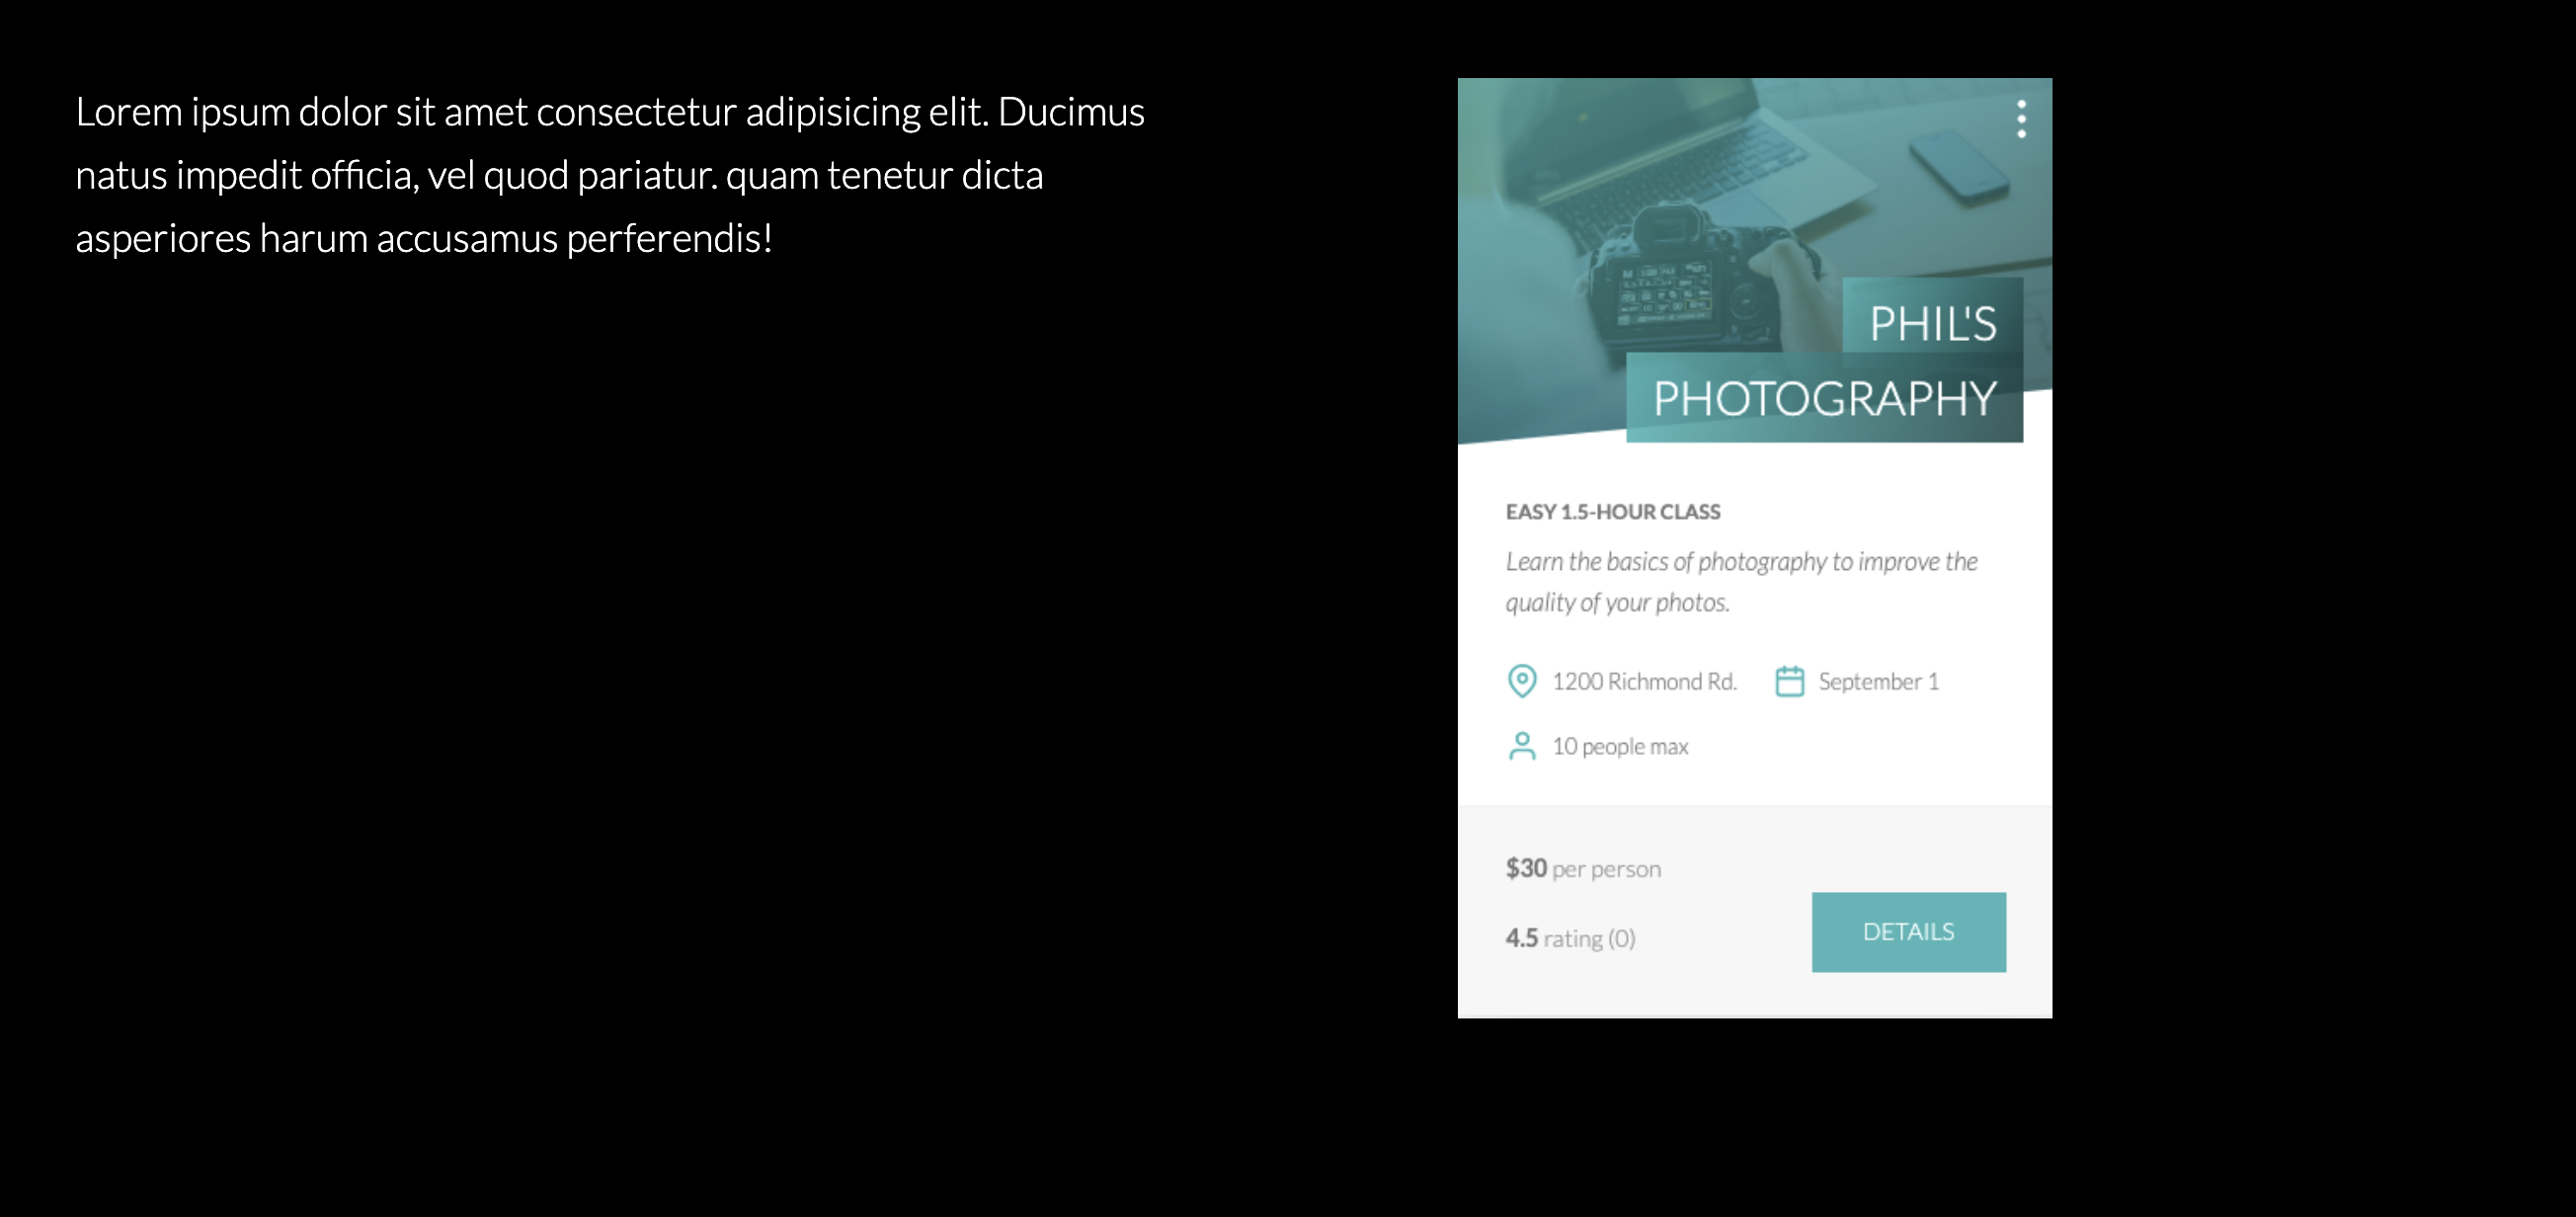 Lorem ipsum dolor sit amet consectetur adipisicing elit. Ducimus
natus impedit officia, vel quod pariatur. quam tenetur dicta
asperiores harum accusamus perferendis!
PHIL'S
PHOTOGRAPHY
EASY 1.5-HOUR CLASS
Learn the basics of photography to improve the
quality of your photos.
1200 Richmond Rd.
September 1
10 people max
$30 per person
4.5 rating (0)
DETAILS